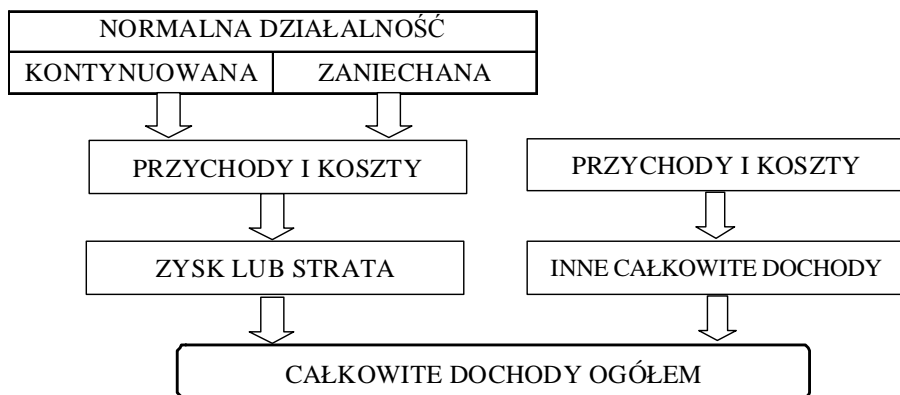 NORMALNA DZIAŁALNOŚĆ
KONTYNUOWANA ZANIECHANA
PRZYCHODY I KOSZTY PRZYCHODY I KOSZTY
ZYSK LUB STRATA INNE CAŁKOWITE DOCHODY
CAŁKOWITE DOCHODY OGÓŁEM